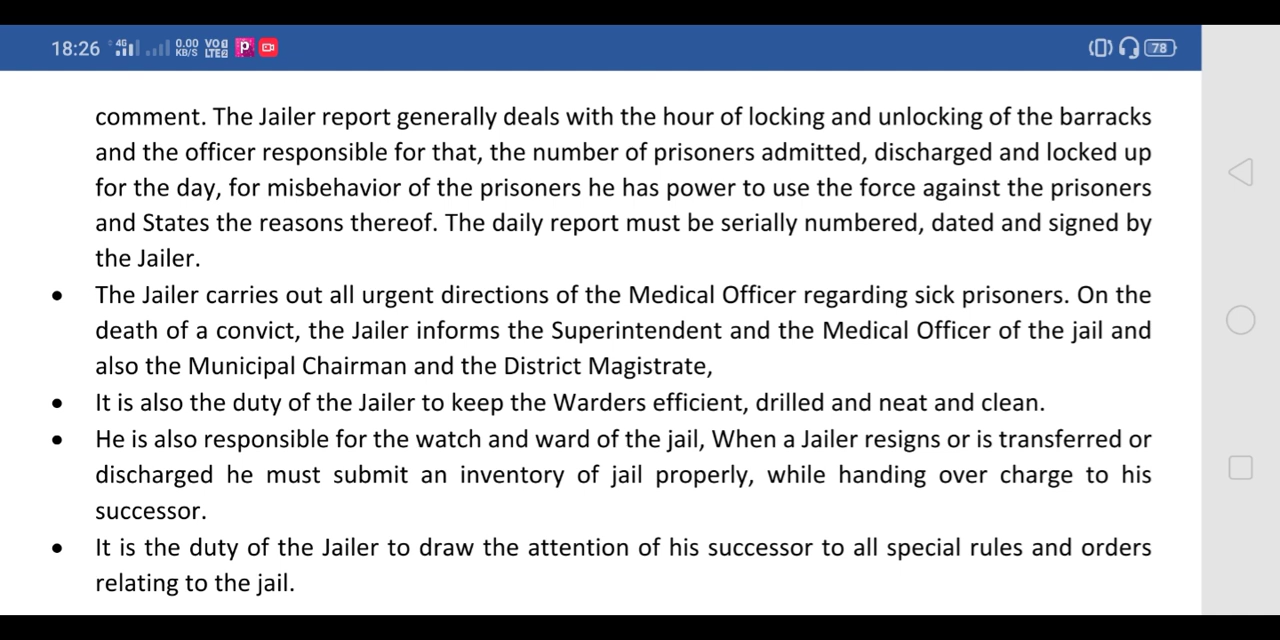 18:26 4G 0.00 KB/S VO LTE2 P 78
comment. The Jailer report generally deals with the hour of locking and unlocking of the barracks
and the officer responsible for that, the number of prisoners admitted, discharged and locked up
for the day, for misbehavior of the prisoners he has power to use the force against the prisoners
and States the reasons thereof. The daily report must be serially numbered, dated and signed by
the Jailer.
• The Jailer carries out all urgent directions of the Medical Officer regarding sick prisoners. On the
death of a convict, the Jailer informs the Superintendent and the Medical Officer of the jail and
also the Municipal Chairman and the District Magistrate,
• It is also the duty of the Jailer to keep the Warders efficient, drilled and neat and clean.
• He is also responsible for the watch and ward of the jail, When a Jailer resigns or is transferred or
discharged he must submit an inventory of jail properly, while handing over charge to his
successor.
• It is the duty of the Jailer to draw the attention of his successor to all special rules and orders
relating to the jail.